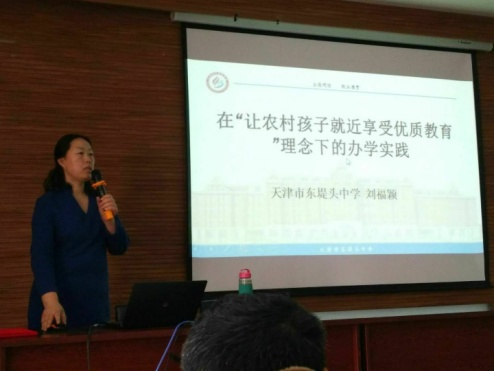 在“让农村孩子就近享受优质教育
”理念下的办学实践
天津市东堤头中学 刘福颖